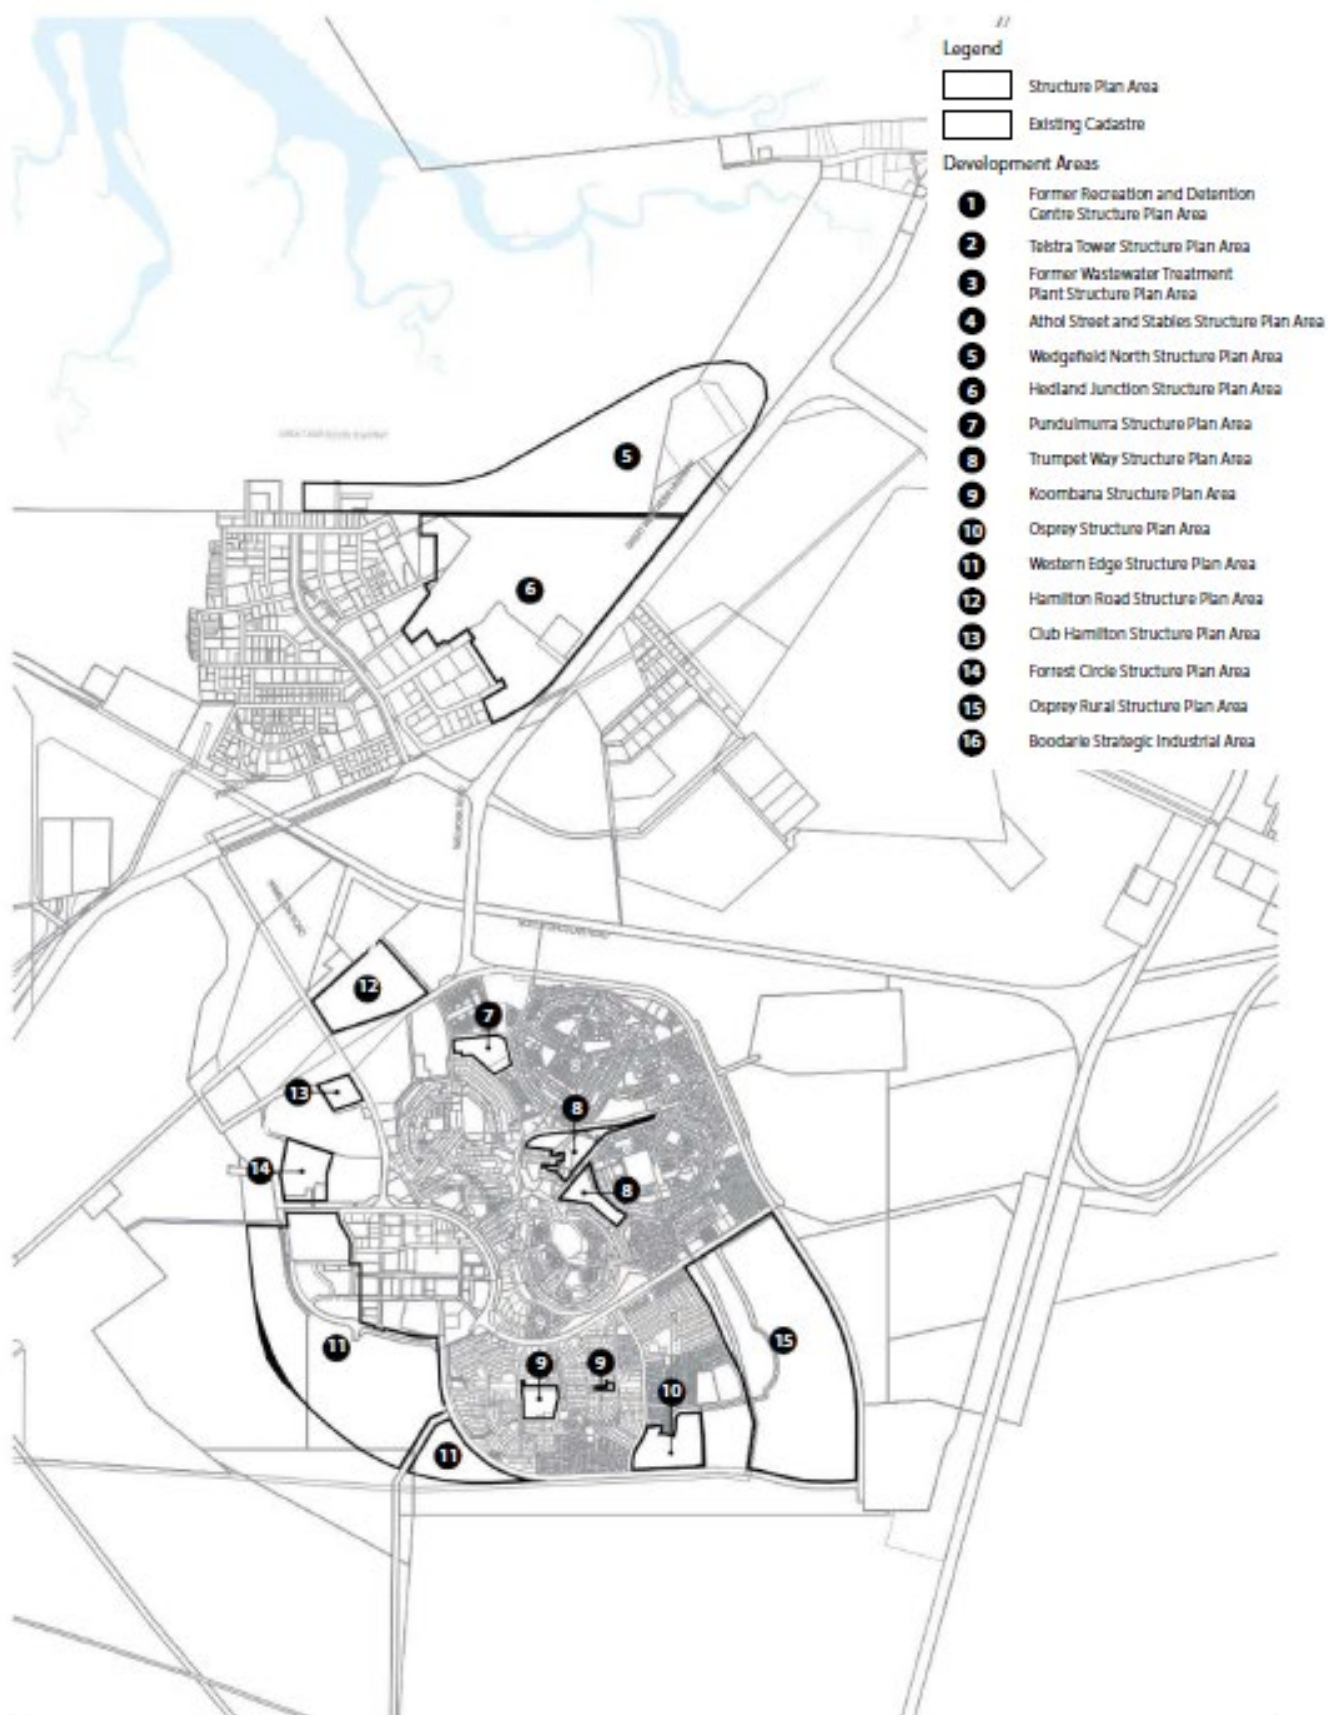 Legend
Structure Plan Area
Existing Cadastre
Development Areas
1 Former Recreation and Detention
Centre Structure Plan Area
2 Telstra Tower Structure Plan Area
3 Former Wastewater Treatment
Plant Structure Plan Area
4 Athol Street and Stables Structure Plan Area
5 Wedgefield North Structure Plan Area
6 Hedland Junction Structure Plan Area
7 Pundulmurra Structure Plan Area
8 Trumpet Way Structure Plan Area
9 Koombana Structure Plan Area
10 Osprey Structure Plan Area
11 Western Edge Structure Plan Area
12 Hamilton Road Structure Plan Area
13 Club Hamilton Structure Plan Area
14 Forrest Circle Structure Plan Area
15 Osprey Rural Structure Plan Area
16 Boodarie Strategic Industrial Area
5
6
12
7
13
8
14
8
15
11
9
9
10
11